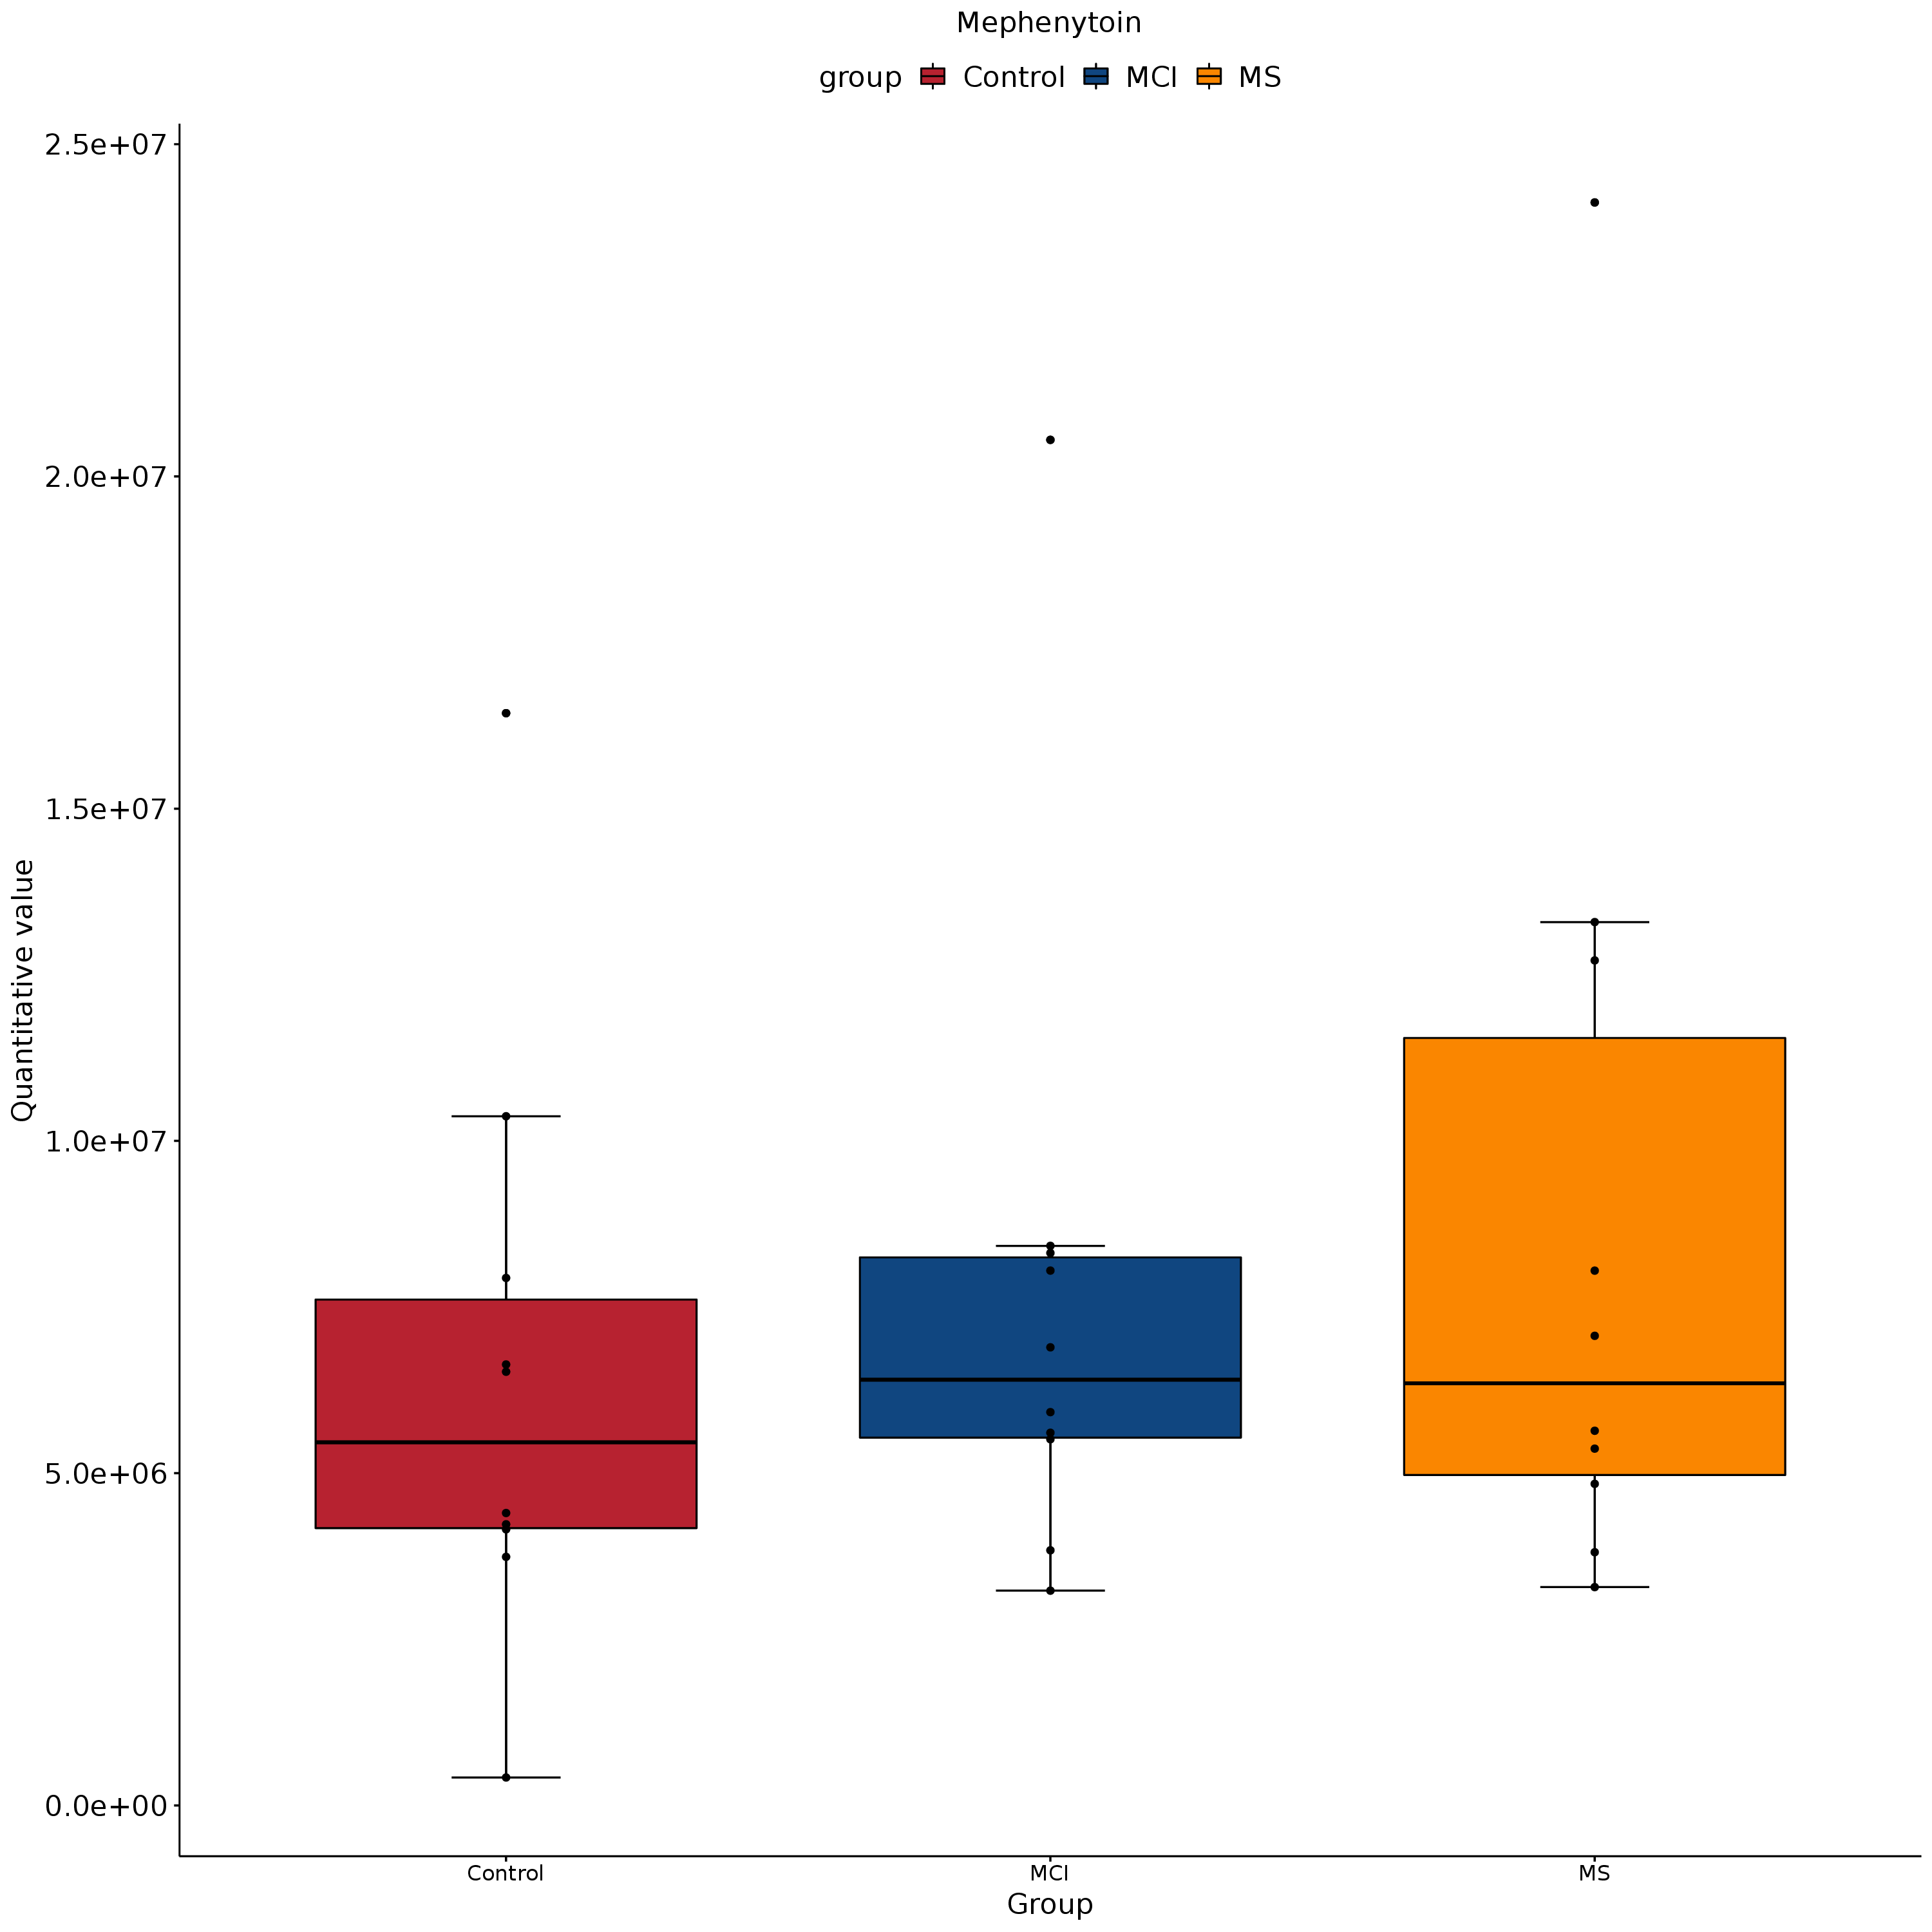 Mephenytoin
group Control MCI MS
2.5e+07
2.0e+07
1.5e+07
1.0e+07
5.0e+06
0.0e+00
Quantitative value
Control MCI MS
Group